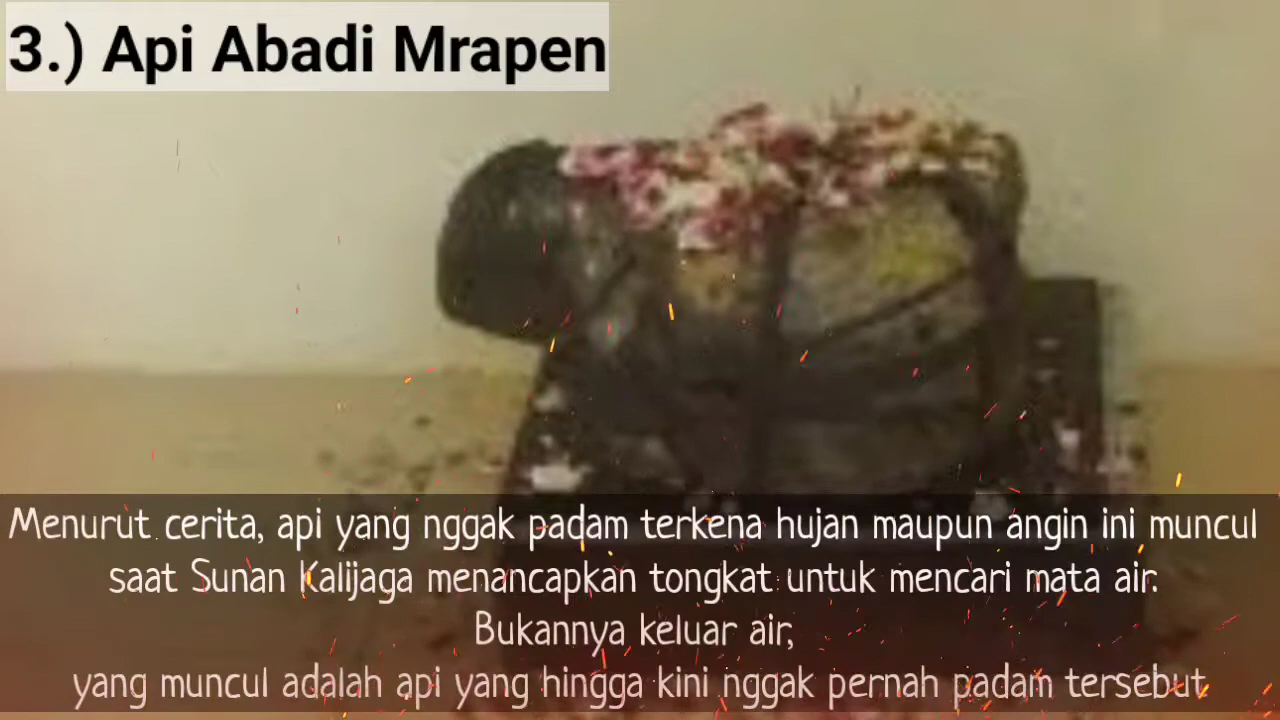 3.) Api Abadi Mrapen
Menurut cerita, api yang nggak padam terkena hujan maupun angin ini muncul
saat Sunan Kalijaga menancapkan tongkat untuk mencari mata air.
Bukannya keluar air,
yang muncul adalah api yang hingga kini nggak pernah padam tersebut